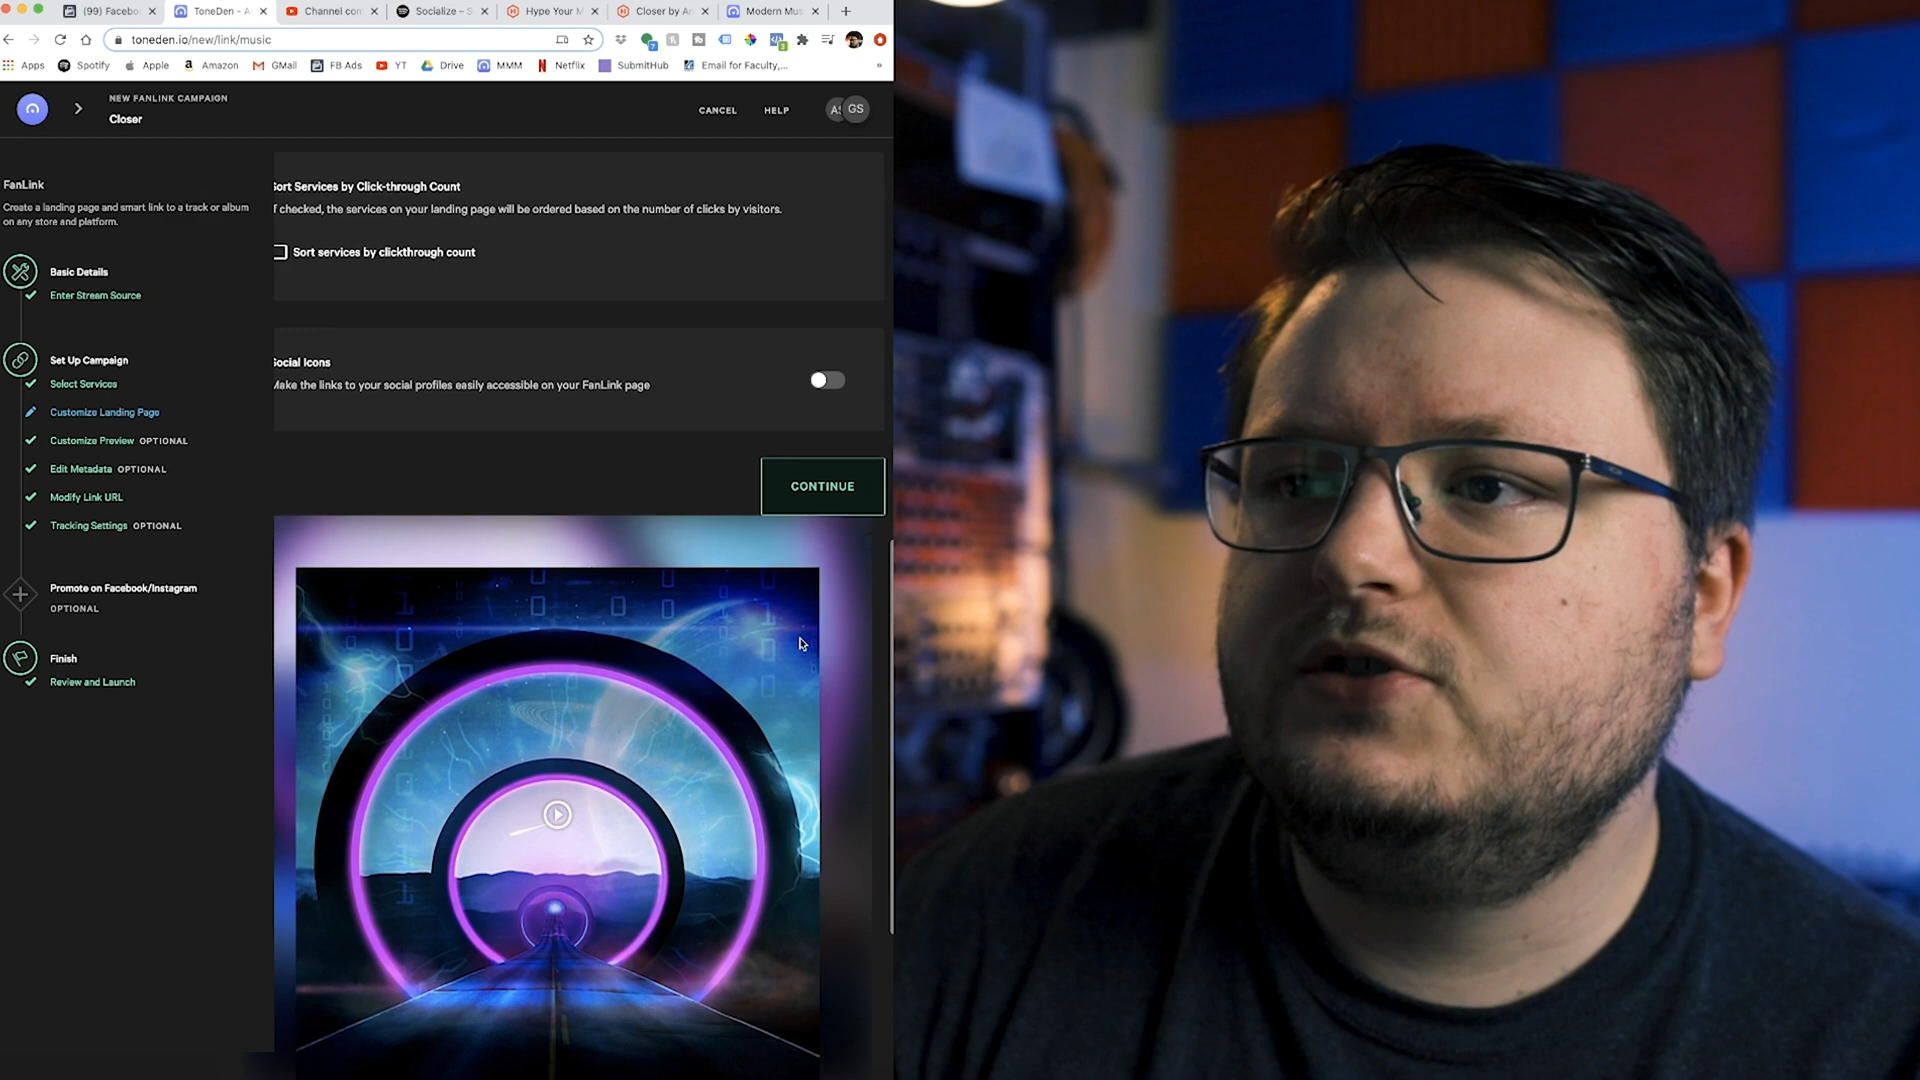 (99) Facebo
ToneDen - A
Channel con
Socialize – S
Hype Your M
Closer by An
Modern Mus
toneden.io/new/link/music
Apps
Spotify
Apple
Amazon
GMail
FB Ads
YT
Drive
MMM
Netflix
SubmitHub
Email for Faculty,...
NEW FANLINK CAMPAIGN
Closer
CANCEL
HELP
GS
FanLink
Create a landing page and smart link to a track or album
on any store and platform.
Basic Details
Enter Stream Source
Set Up Campaign
Select Services
Customize Landing Page
Customize Preview OPTIONAL
Edit Metadata OPTIONAL
Modify Link URL
Tracking Settings OPTIONAL
Promote on Facebook/Instagram
OPTIONAL
Finish
Review and Launch
Sort Services by Click-through Count
f checked, the services on your landing page will be ordered based on the number of clicks by visitors.
Sort services by clickthrough count
Social Icons
Make the links to your social profiles easily accessible on your FanLink page
CONTINUE